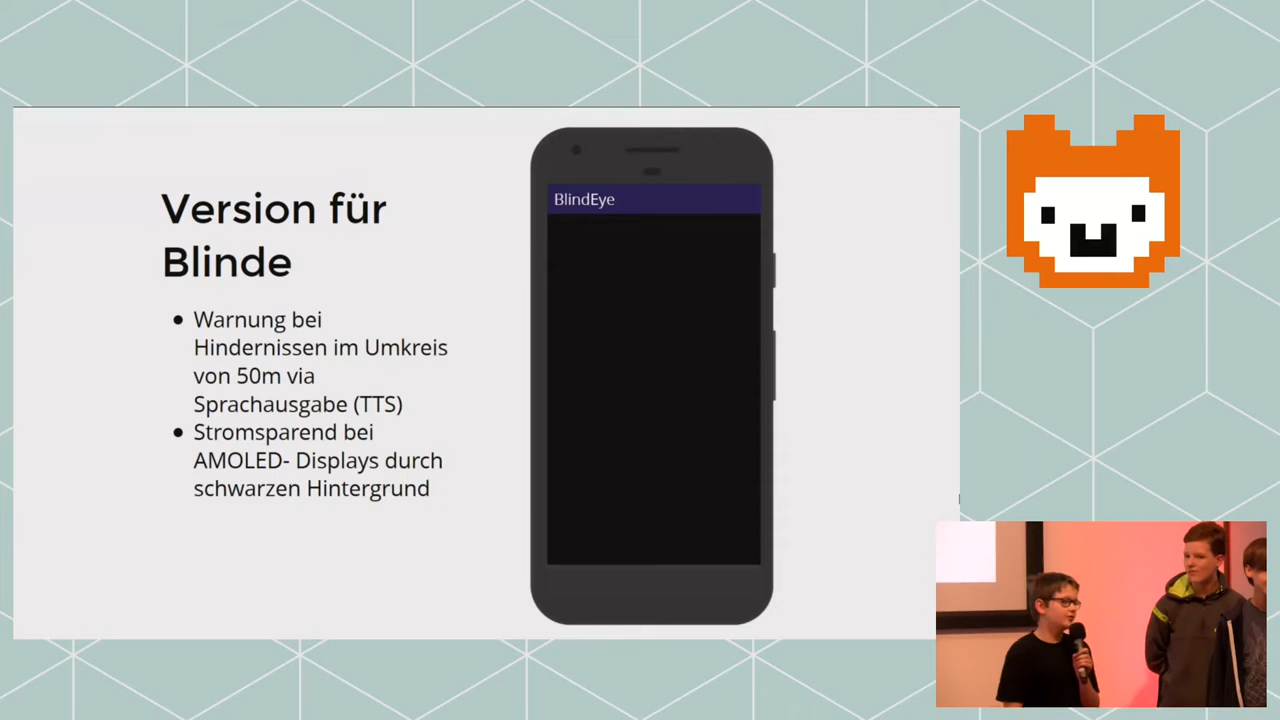 Version für
Blinde
• Warnung bei
Hindernissen im Umkreis
von 50m via
Sprachausgabe (TTS)
• Stromsparend bei
AMOLED- Displays durch
schwarzen Hintergrund
BlindEye